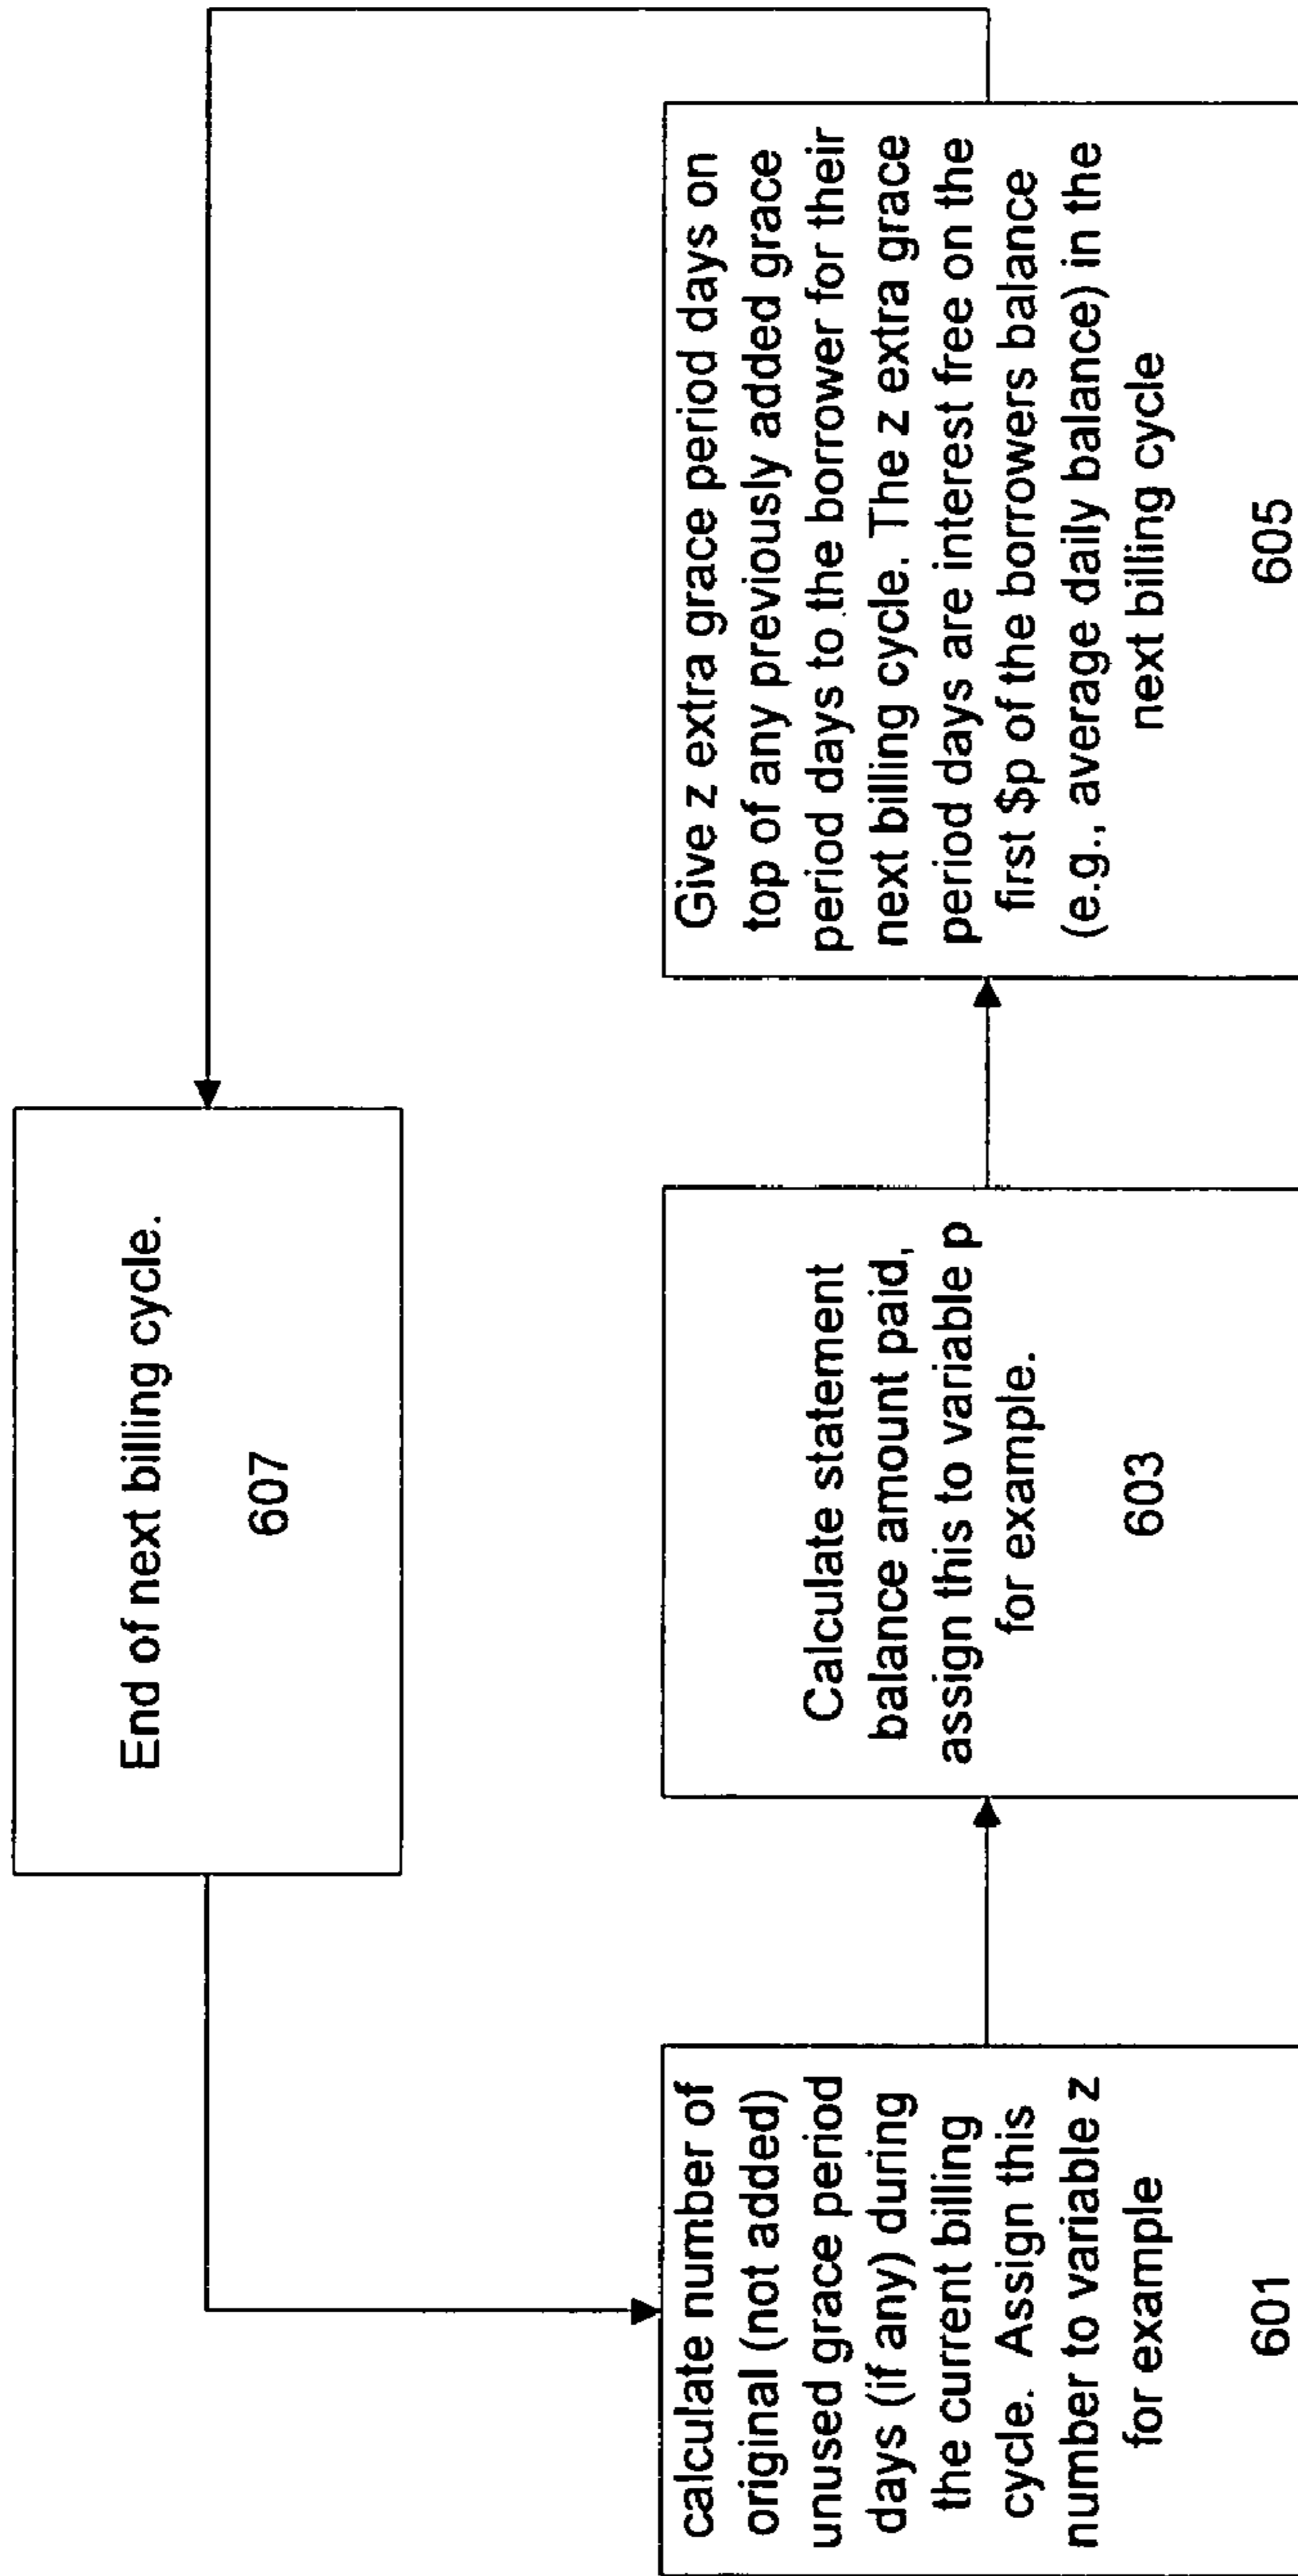 End of next billing cycle.
607
calculate number of
original (not added)
unused grace period
days (if any) during
the current billing
cycle. Assign this
number to variable z
for example
601
Calculate statement
balance amount paid,
assign this to variable p
for example.
603
Give z extra grace period days on
top of any previously added grace
period days to the borrower for their
next billing cycle. The z extra grace
period days are interest free on the
first $p of the borrowers balance
(e.g., average daily balance) in the
next billing cycle
605